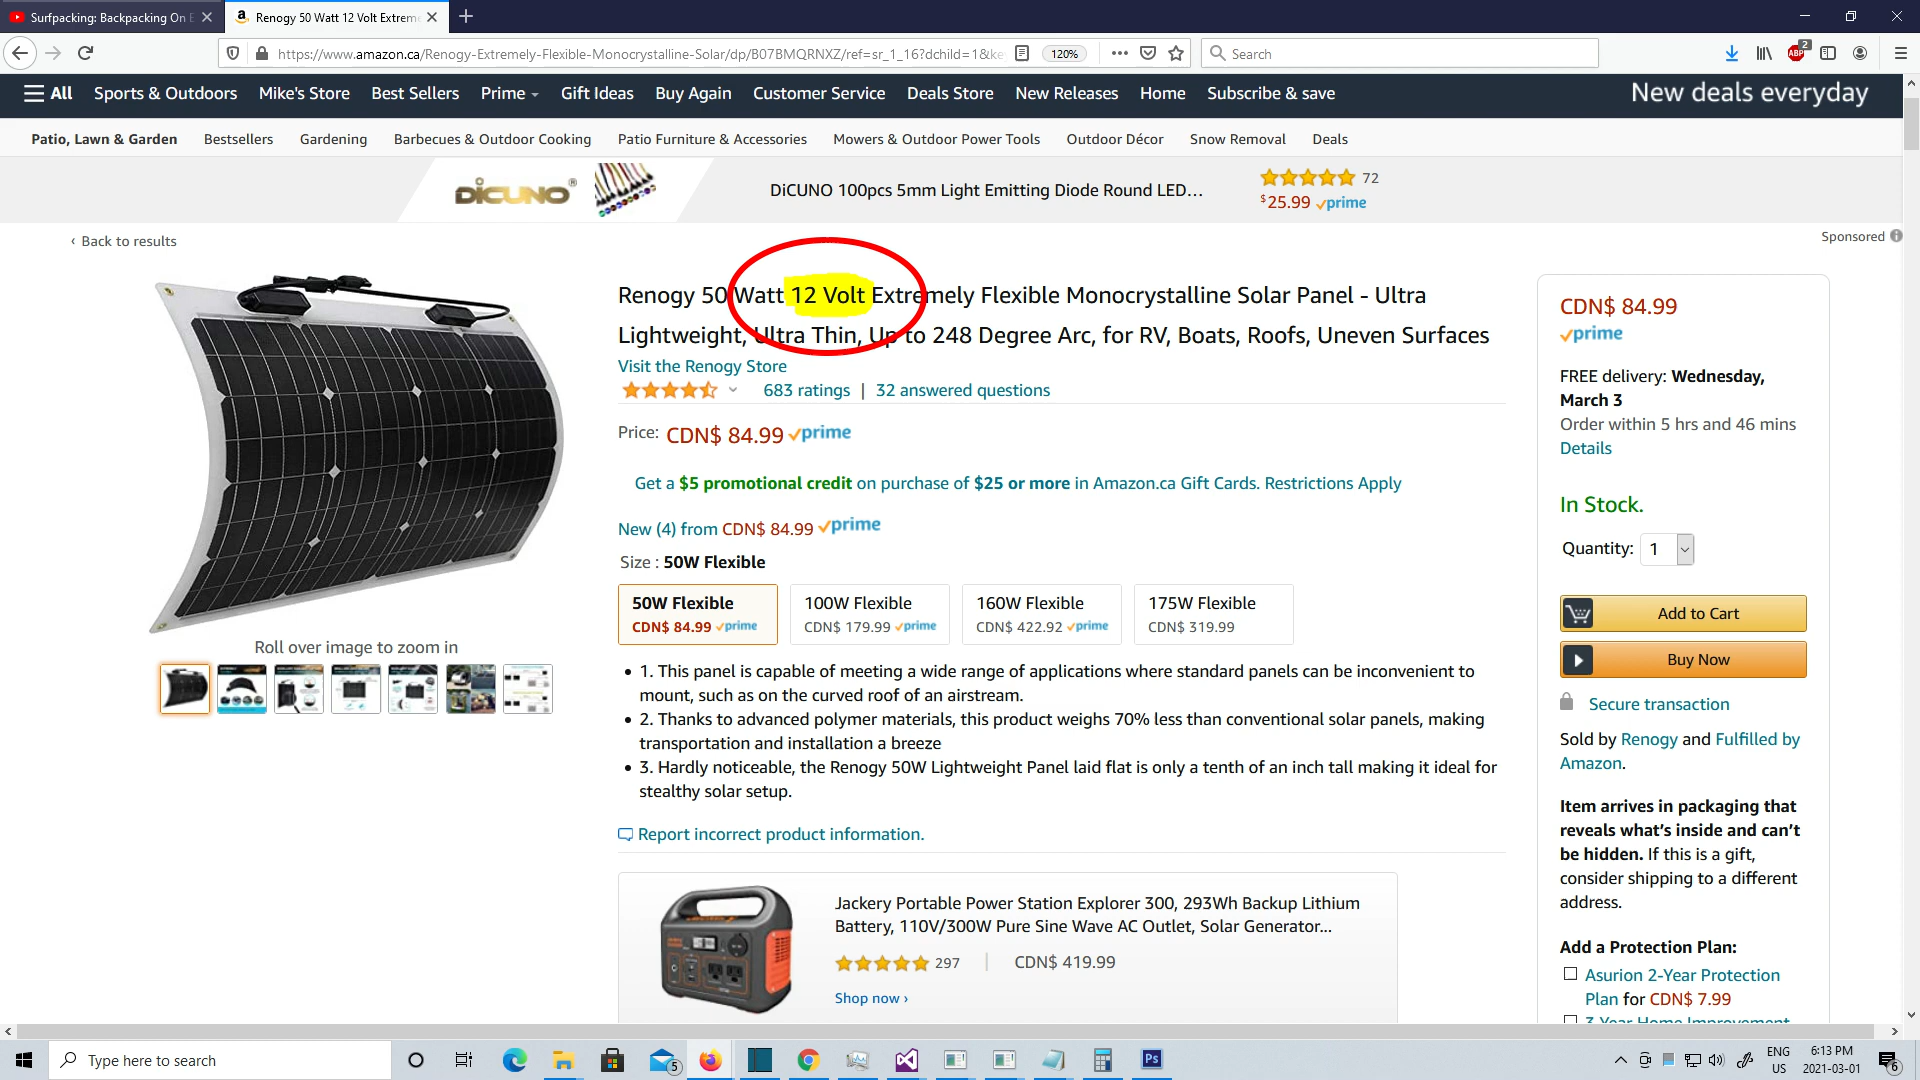 Surfpacking: Backpacking On E
Renogy 50 Watt 12 Volt Extreme
https://www.amazon.ca/Renogy-Extremely-Flexible-Monocrystalline-Solar/dp/B07BMQRNXZ/ref=sr_1_16?dchild=1&ke
120%
Search
ABP
2
All
Sports & Outdoors
Mike's Store
Best Sellers
Prime
Gift Ideas
Buy Again
Customer Service
Deals Store
New Releases
Home
Subscribe & save
New deals everyday
Patio, Lawn & Garden
Bestsellers
Gardening
Barbecues & Outdoor Cooking
Patio Furniture & Accessories
Mowers & Outdoor Power Tools
Outdoor Décor
Snow Removal
Deals
DiCUNO®
DiCUNO 100pcs 5mm Light Emitting Diode Round LED…
72
$25.99 prime
‹ Back to results
Sponsored
Renogy 50 Watt 12 Volt Extremely Flexible Monocrystalline Solar Panel - Ultra
Lightweight, Ultra Thin, Up to 248 Degree Arc, for RV, Boats, Roofs, Uneven Surfaces
Visit the Renogy Store
683 ratings | 32 answered questions
Price: CDN$ 84.99 prime
Get a $5 promotional credit on purchase of $25 or more in Amazon.ca Gift Cards. Restrictions Apply
New (4) from CDN$ 84.99 prime
Size : 50W Flexible
50W Flexible
CDN$ 84.99 prime
100W Flexible
CDN$ 179.99 prime
160W Flexible
CDN$ 422.92 prime
175W Flexible
CDN$ 319.99
• 1. This panel is capable of meeting a wide range of applications where standard panels can be inconvenient to
mount, such as on the curved roof of an airstream.
• 2. Thanks to advanced polymer materials, this product weighs 70% less than conventional solar panels, making
transportation and installation a breeze
• 3. Hardly noticeable, the Renogy 50W Lightweight Panel laid flat is only a tenth of an inch tall making it ideal for
stealthy solar setup.
Report incorrect product information.
Roll over image to zoom in
Jackery Portable Power Station Explorer 300, 293Wh Backup Lithium
Battery, 110V/300W Pure Sine Wave AC Outlet, Solar Generator...
297
CDN$ 419.99
Shop now ›
CDN$ 84.99
prime
FREE delivery: Wednesday,
March 3
Order within 5 hrs and 46 mins
Details
In Stock.
Quantity: 1
Add to Cart
Buy Now
Secure transaction
Sold by Renogy and Fulfilled by
Amazon.
Item arrives in packaging that
reveals what's inside and can't
be hidden. If this is a gift,
consider shipping to a different
address.
Add a Protection Plan:
Asurion 2-Year Protection
Plan for CDN$ 7.99
3-Year Home Improvement
Type here to search
5
Ps
ENG
US
6:13 PM
2021-03-01
6